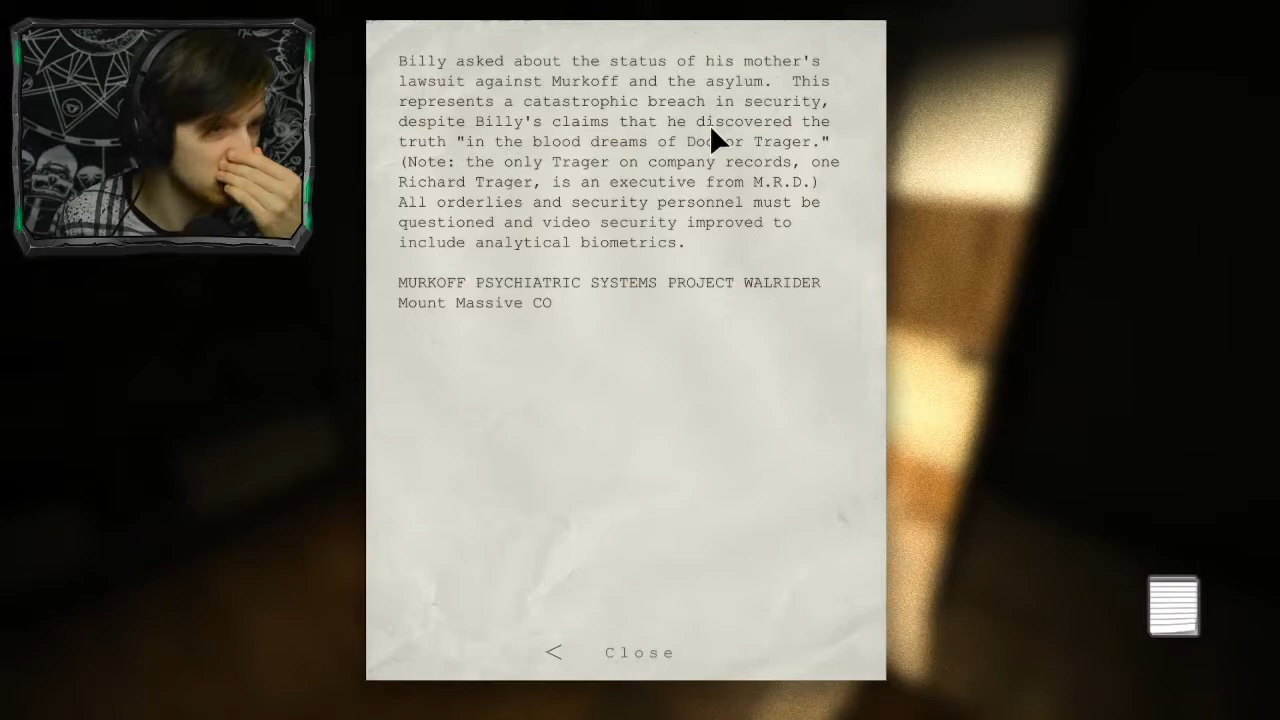 Billy asked about the status of his mother's
lawsuit against Murkoff and the asylum.  This
represents a catastrophic breach in security,
despite Billy's claims that he discovered the
truth "in the blood dreams of Doctor Trager."
(Note: the only Trager on company records, one
Richard Trager, is an executive from M.R.D.)
All orderlies and security personnel must be
questioned and video security improved to
include analytical biometrics.
MURKOFF PSYCHIATRIC SYSTEMS PROJECT WALRIDER
Mount Massive CO
< Close